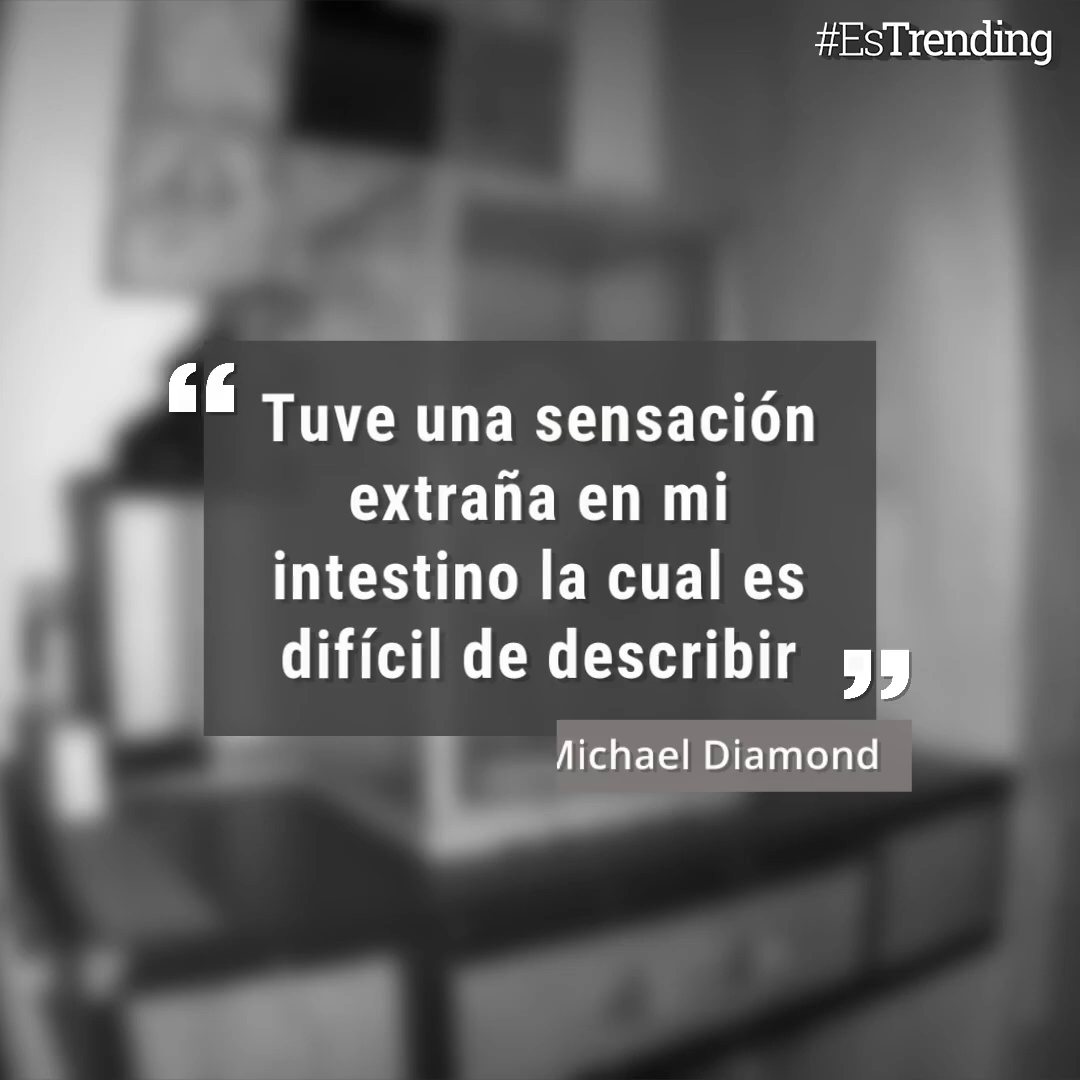 #EsTrending
“Tuve una sensación
extraña en mi
intestino la cual es
difícil de describir”
Michael Diamond